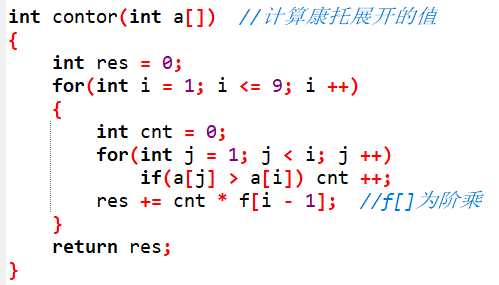 int contor(int a[])  //计算康托展开的值
{
    int res = 0;
    for(int i = 1; i <= 9; i ++)
    {
        int cnt = 0;
        for(int j = 1; j < i; j ++)
            if(a[j] > a[i]) cnt ++;
        res += cnt * f[i - 1];  //f[]为阶乘
    }
    return res;
}